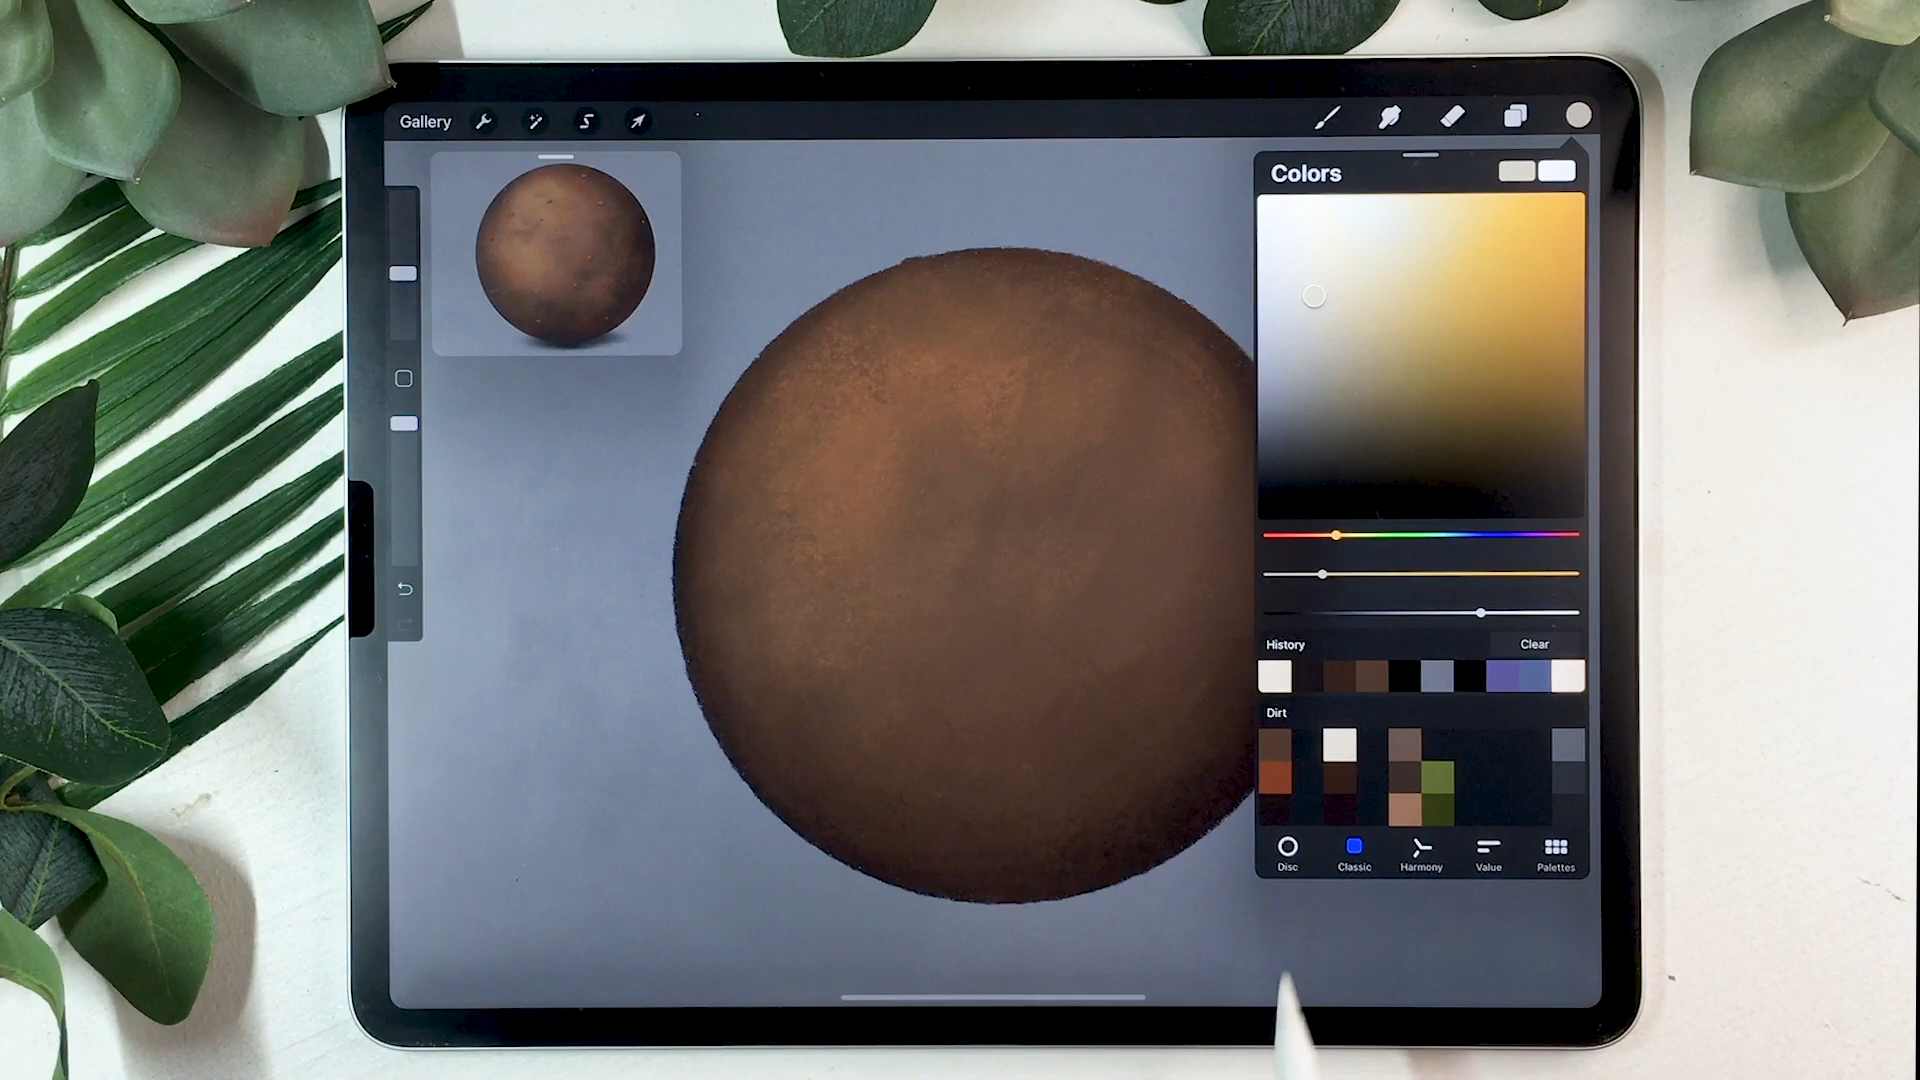 Gallery
Colors
History
Clear
Dirt
Disc
Classic
Harmony
Value
Palettes